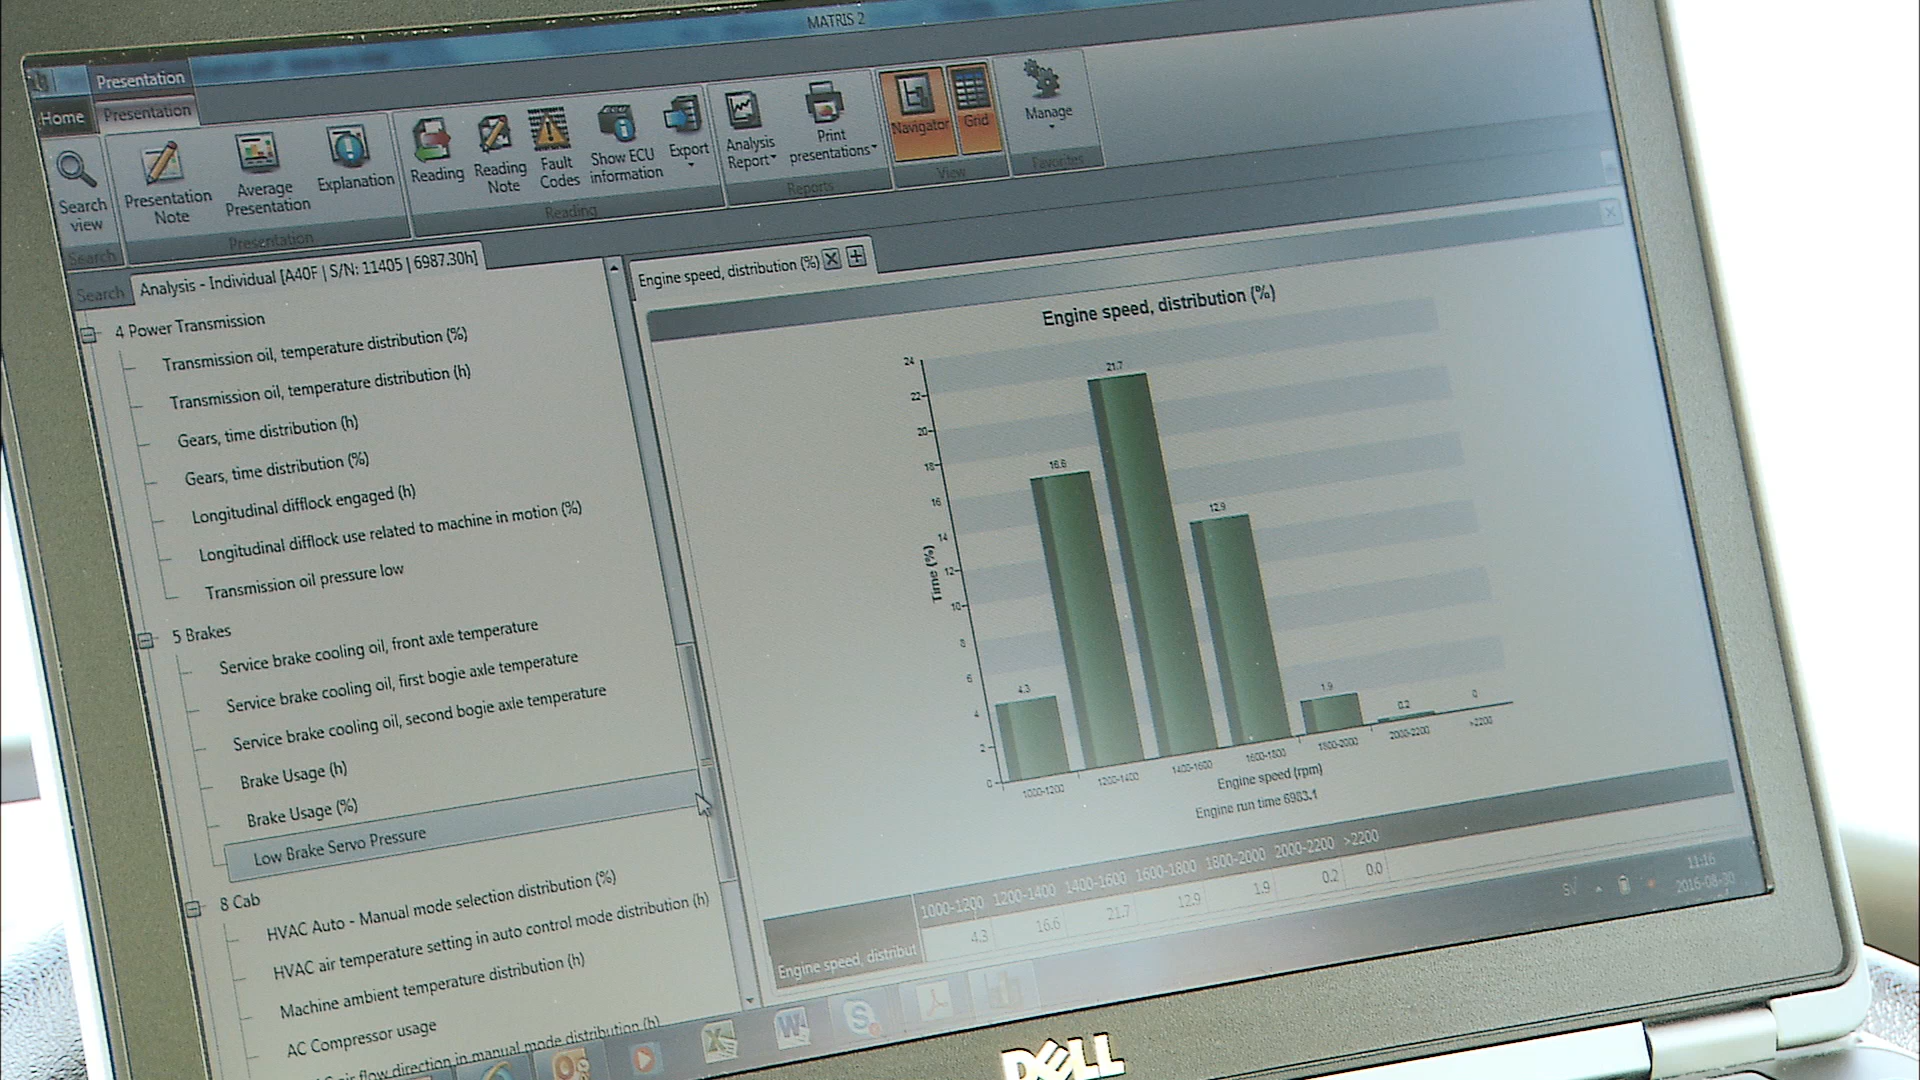 MATRIS 2
Presentation
Home
Presentation
Search view
Presentation Note
Average Presentation
Explanation
Reading
Reading Note
Fault Codes
Show ECU information
Export
Analysis Report
Print presentations
Navigator
Grid
Manage
Search
Presentation
Reading
Reports
View
Favorites
Search
Analysis - Individual [A40F | S/N: 11405 | 6987.30h]
4 Power Transmission
Transmission oil, temperature distribution (%)
Transmission oil, temperature distribution (h)
Gears, time distribution (h)
Gears, time distribution (%)
Longitudinal difflock engaged (h)
Longitudinal difflock use related to machine in motion (%)
Transmission oil pressure low
5 Brakes
Service brake cooling oil, front axle temperature
Service brake cooling oil, first bogie axle temperature
Service brake cooling oil, second bogie axle temperature
Brake Usage (h)
Brake Usage (%)
Low Brake Servo Pressure
8 Cab
HVAC Auto - Manual mode selection distribution (%)
HVAC air temperature setting in auto control mode distribution (h)
Machine ambient temperature distribution (h)
AC Compressor usage
air flow direction in manual mode distribution (h)
Engine speed, distribution (%)
Engine speed, distribution (%)
24
22
20
18
16
14
12
10
8
6
4
2
0
Time (%)
4.3
16.6
21.7
12.9
1.9
0.2
0
1000-1200
1200-1400
1400-1600
1600-1800
1800-2000
2000-2200
>2200
Engine speed (rpm)
Engine run time 6983.1
1000-1200 1200-1400 1400-1600 1600-1800 1800-2000 2000-2200 >2200
Engine speed, distribut 4.3 16.6 21.7 12.9 1.9 0.2 0.0
SV
11:16
2016-08-30
DELL